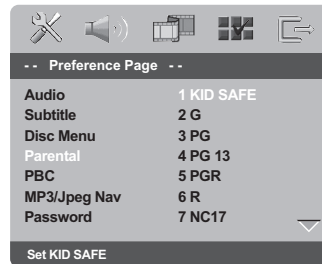 - - Preference Page - -
Audio 1 KID SAFE
Subtitle 2 G
Disc Menu 3 PG
Parental 4 PG 13
PBC 5 PGR
MP3/Jpeg Nav 6 R
Password 7 NC17
Set KID SAFE